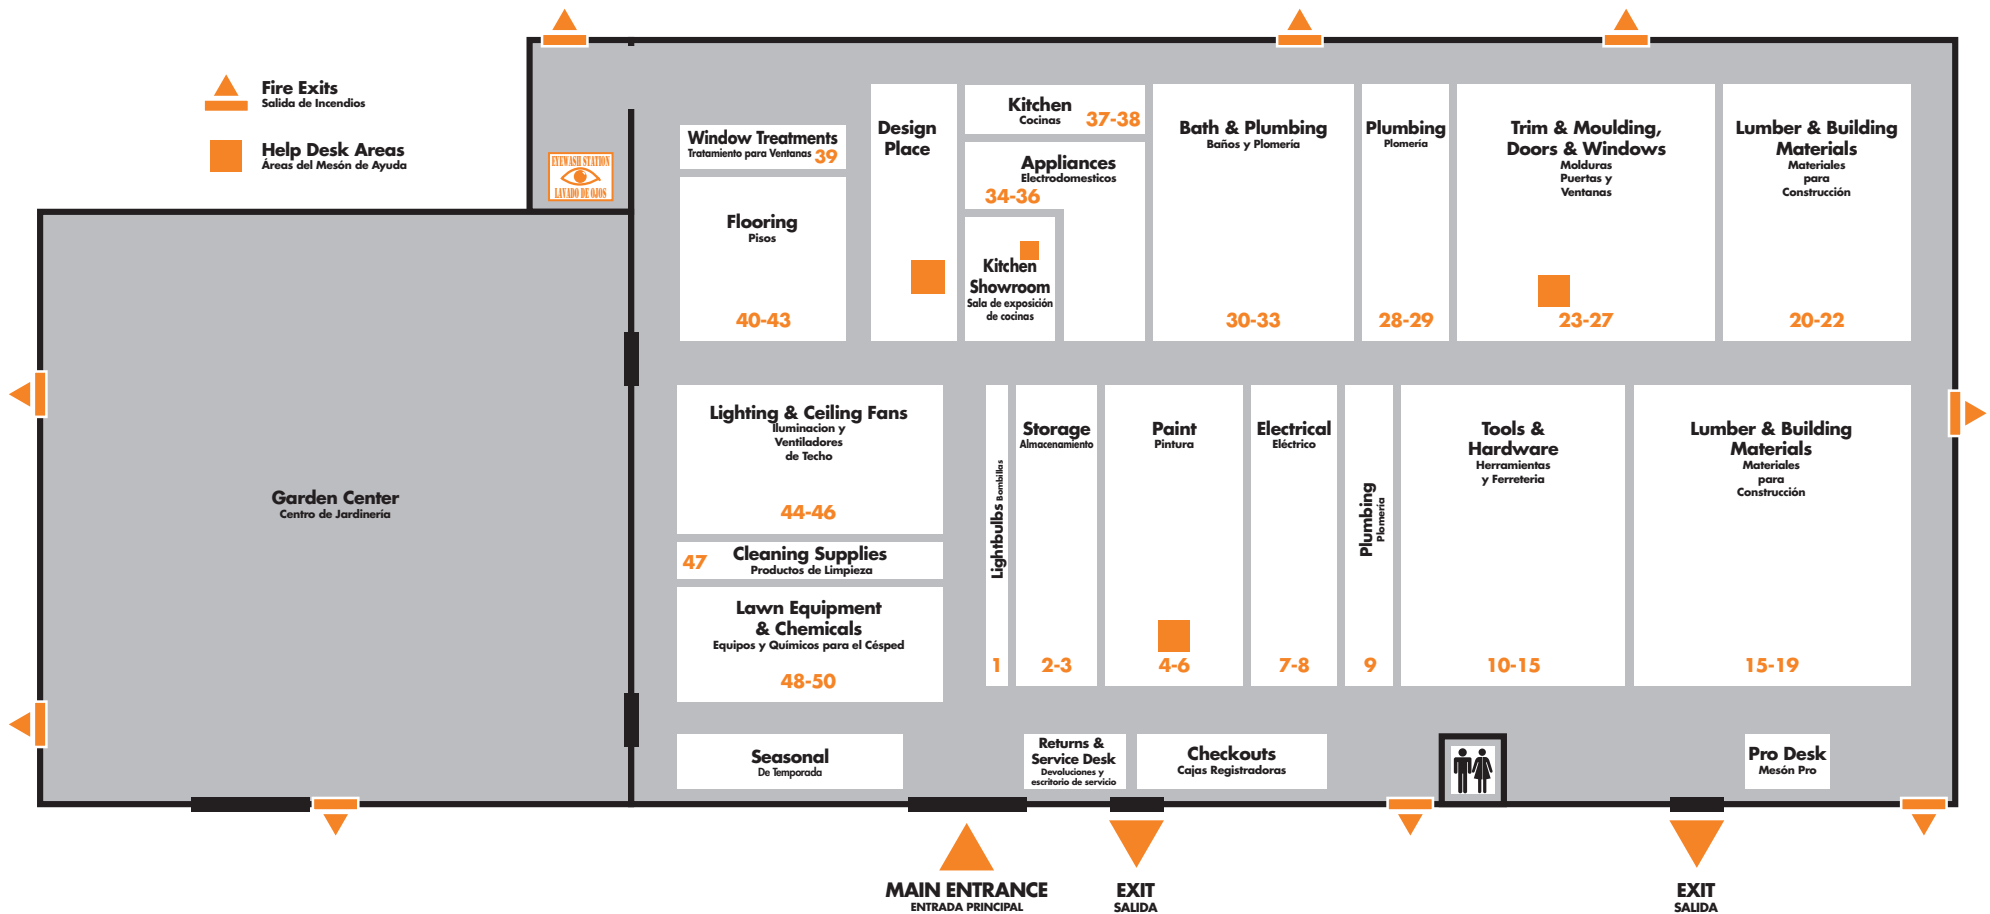 Fire Exits
Salida de Incendios
Help Desk Areas
Áreas del Mesón de Ayuda
EYEWASH STATION
LAVADO DE OJOS
Window Treatments
Tratamiento para Ventanas 39
Flooring
Pisos
40-43
Design
Place
Kitchen
Cocinas
37-38
Appliances
Electrodomesticos
34-36
Kitchen
Showroom
Sala de exposición
de cocinas
Bath & Plumbing
Baños y Plomería
30-33
Plumbing
Plomería
28-29
Trim & Moulding,
Doors & Windows
Molduras
Puertas y
Ventanas
23-27
Lumber & Building
Materials
Materiales
para
Construcción
20-22
Garden Center
Centro de Jardinería
Lighting & Ceiling Fans
Iluminacion y
Ventiladores
de Techo
44-46
47
Cleaning Supplies
Productos de Limpieza
Lawn Equipment
& Chemicals
Equipos y Químicos para el Césped
48-50
Lightbulbs Bombillas
1
Storage
Almacenamiento
2-3
Paint
Pintura
4-6
Electrical
Eléctrico
7-8
Plumbing
Plomería
9
Tools &
Hardware
Herramientas
y Ferreteria
10-15
Lumber & Building
Materials
Materiales
para
Construcción
15-19
Seasonal
De Temporada
Returns &
Service Desk
Devoluciones y
escritorio de servicio
Checkouts
Cajas Registradoras
Pro Desk
Mesón Pro
MAIN ENTRANCE
ENTRADA PRINCIPAL
EXIT
SALIDA
EXIT
SALIDA